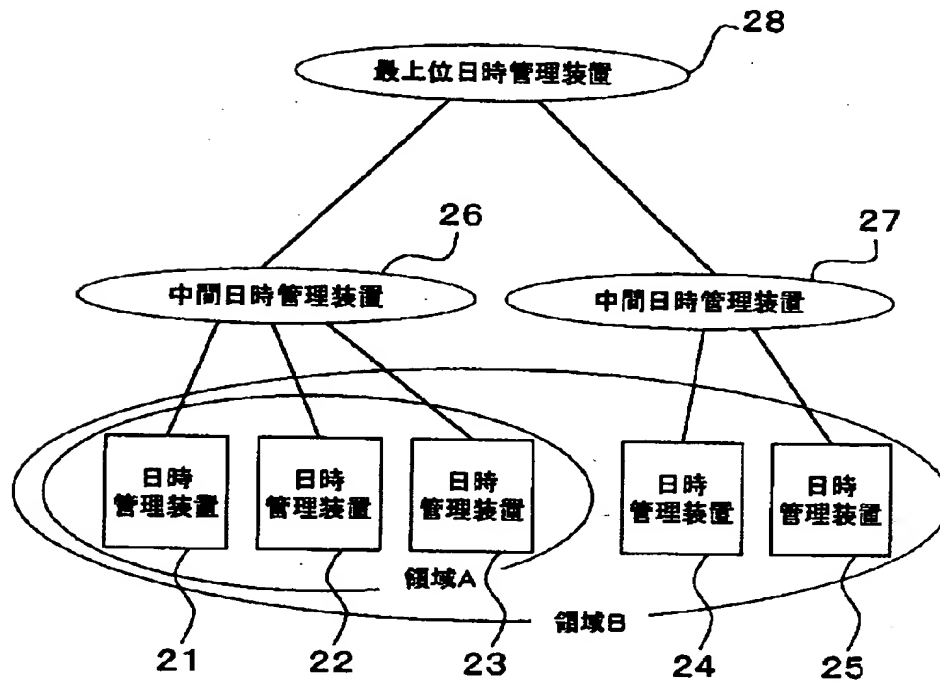 28
最上位日時管理装置
26
27
中間日時管理装置
中間日時管理装置
日時
管理装置
日時
管理装置
日時
管理装置
日時
管理装置
日時
管理装置
領域A
領域B
21
22
23
24
25